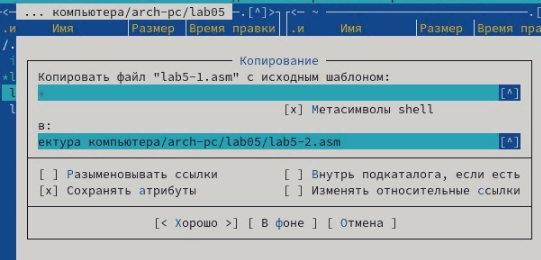 <— ... компьютера/arch-pc/lab05 —.[^]>
<— ~ —.[
.и Имя Размер Время правки
.и Имя Размер Время пра
/.
Копирование
Копировать файл "lab5-1.asm" с исходным шаблоном:
* [^]
[x] Метасимволы shell
в:
ектура компьютера/arch-pc/lab05/lab5-2.asm [^]
[ ] Разыменовывать ссылки [ ] Внутрь подкаталога, если есть
[x] Сохранять атрибуты [ ] Изменять относительные ссылки
[< Хорошо >] [ В фоне ] [ Отмена ]